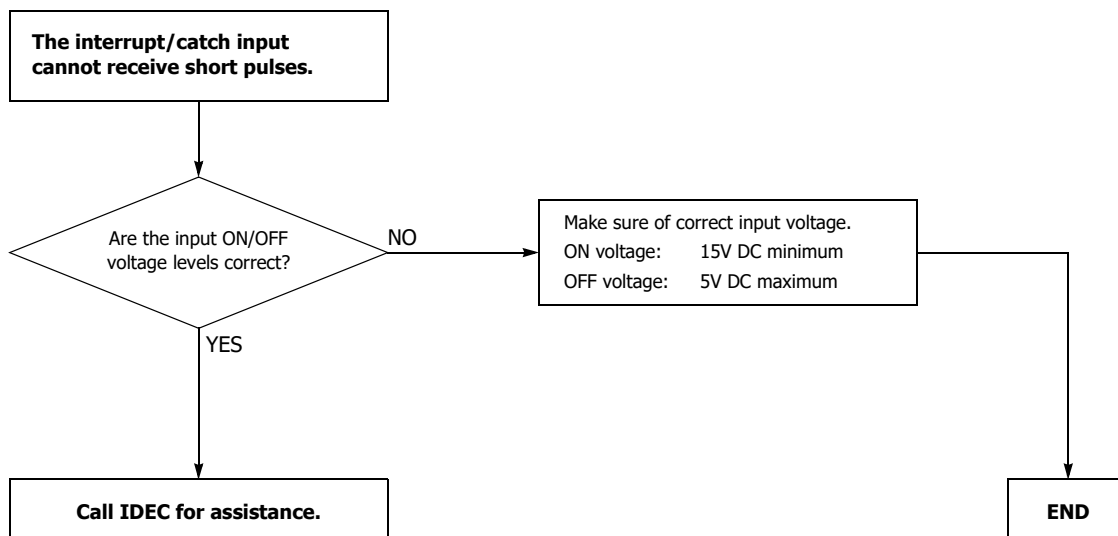 The interrupt/catch input
cannot receive short pulses.
Are the input ON/OFF
voltage levels correct?
NO
Make sure of correct input voltage.
ON voltage: 15V DC minimum
OFF voltage: 5V DC maximum
YES
Call IDEC for assistance.
END